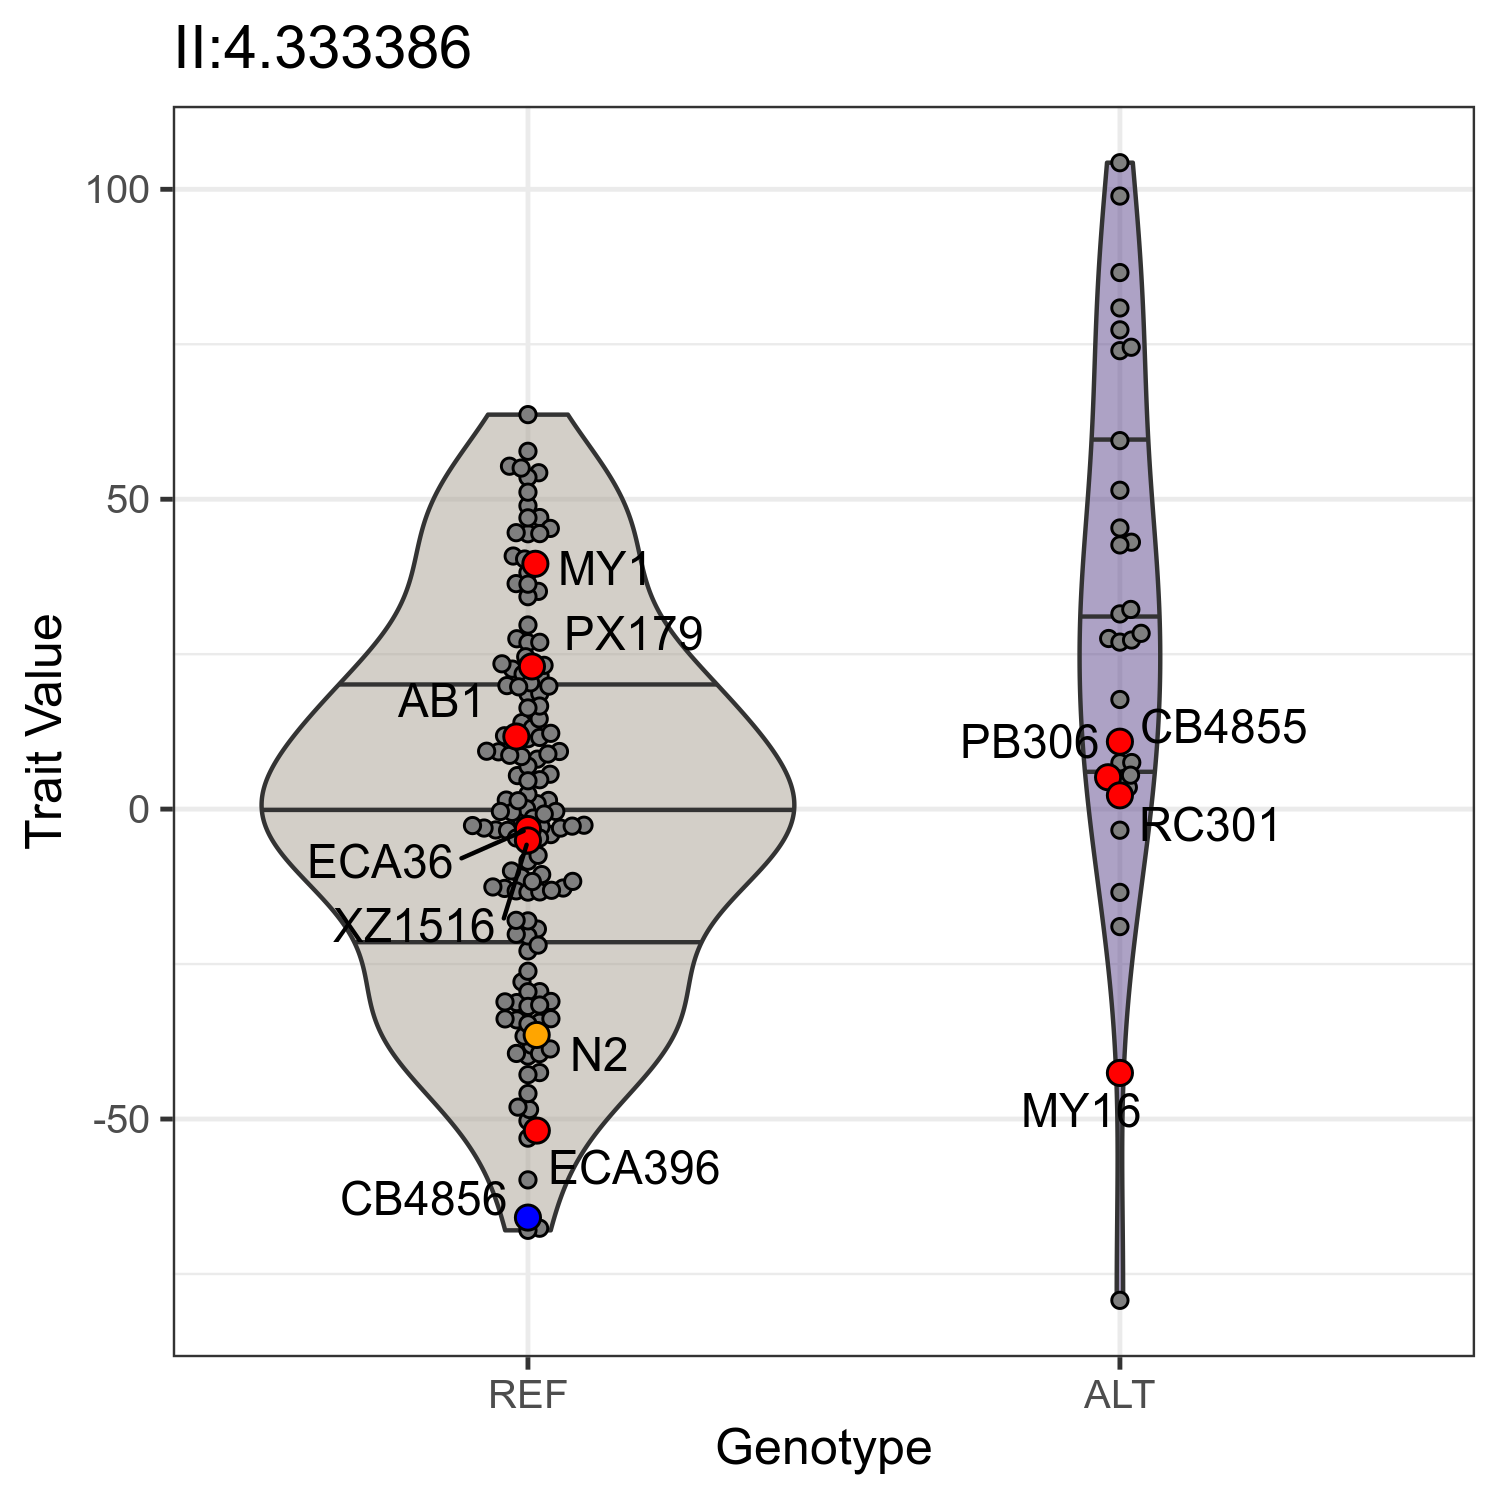 II:4.333386
Trait Value
100
50
0
-50
MY1
PX179
AB1
ECA36
XZ1516
N2
ECA396
CB4856
PB306
CB4855
RC301
MY16
REF
ALT
Genotype